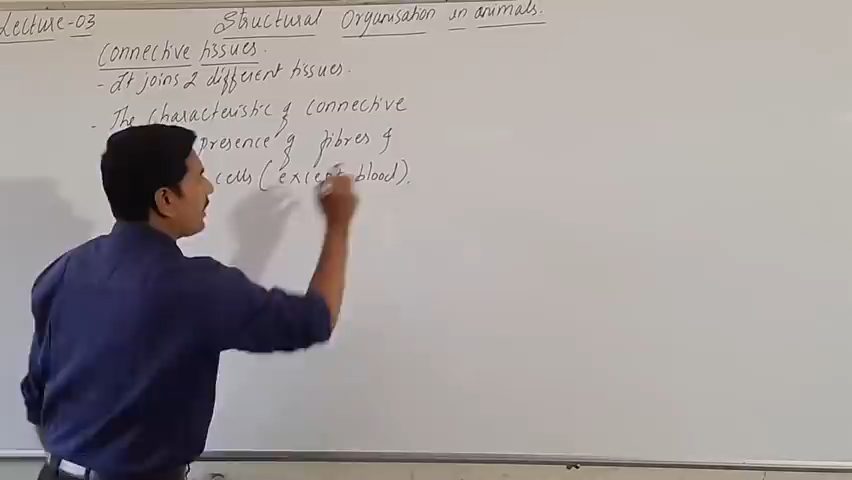 Lecture-03 Structural Organisation in animals.
Connective tissues.
- It joins 2 different tissues.
- The characteristic of connective
presence of fibres &
cells (except blood).